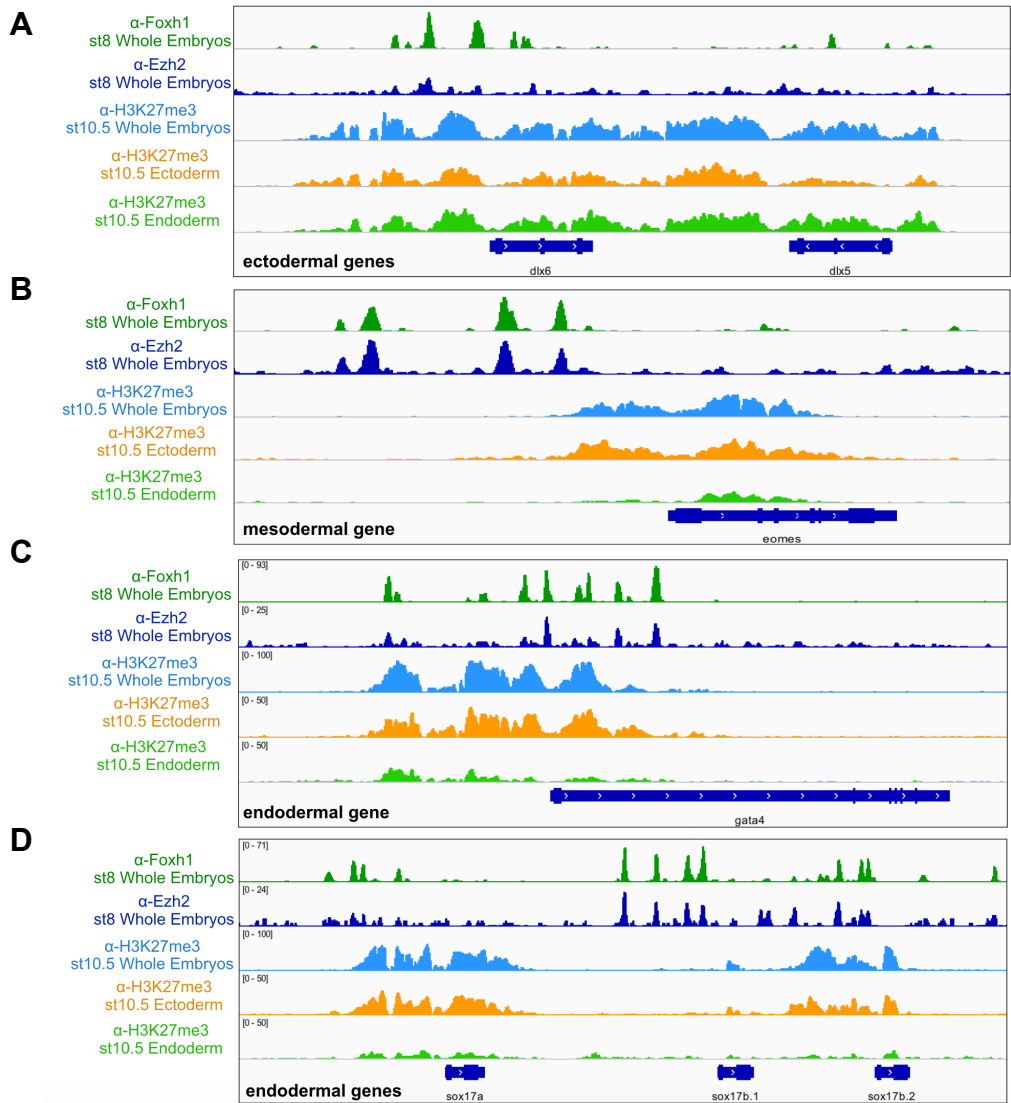 A
α-Foxh1
st8 Whole Embryos
α-Ezh2
st8 Whole Embryos
α-H3K27me3
st10.5 Whole Embryos
α-H3K27me3
st10.5 Ectoderm
α-H3K27me3
st10.5 Endoderm
ectodermal genes
dlx6
dlx5
B
α-Foxh1
st8 Whole Embryos
α-Ezh2
st8 Whole Embryos
α-H3K27me3
st10.5 Whole Embryos
α-H3K27me3
st10.5 Ectoderm
α-H3K27me3
st10.5 Endoderm
mesodermal gene
eomes
C
α-Foxh1
st8 Whole Embryos
[0 - 93]
α-Ezh2
st8 Whole Embryos
[0 - 25]
α-H3K27me3
st10.5 Whole Embryos
[0 - 100]
α-H3K27me3
st10.5 Ectoderm
[0 - 50]
α-H3K27me3
st10.5 Endoderm
[0 - 50]
endodermal gene
gata4
D
α-Foxh1
st8 Whole Embryos
[0 - 71]
α-Ezh2
st8 Whole Embryos
[0 - 24]
α-H3K27me3
st10.5 Whole Embryos
[0 - 100]
α-H3K27me3
st10.5 Ectoderm
[0 - 50]
α-H3K27me3
st10.5 Endoderm
[0 - 50]
endodermal genes
sox17a
sox17b.1
sox17b.2